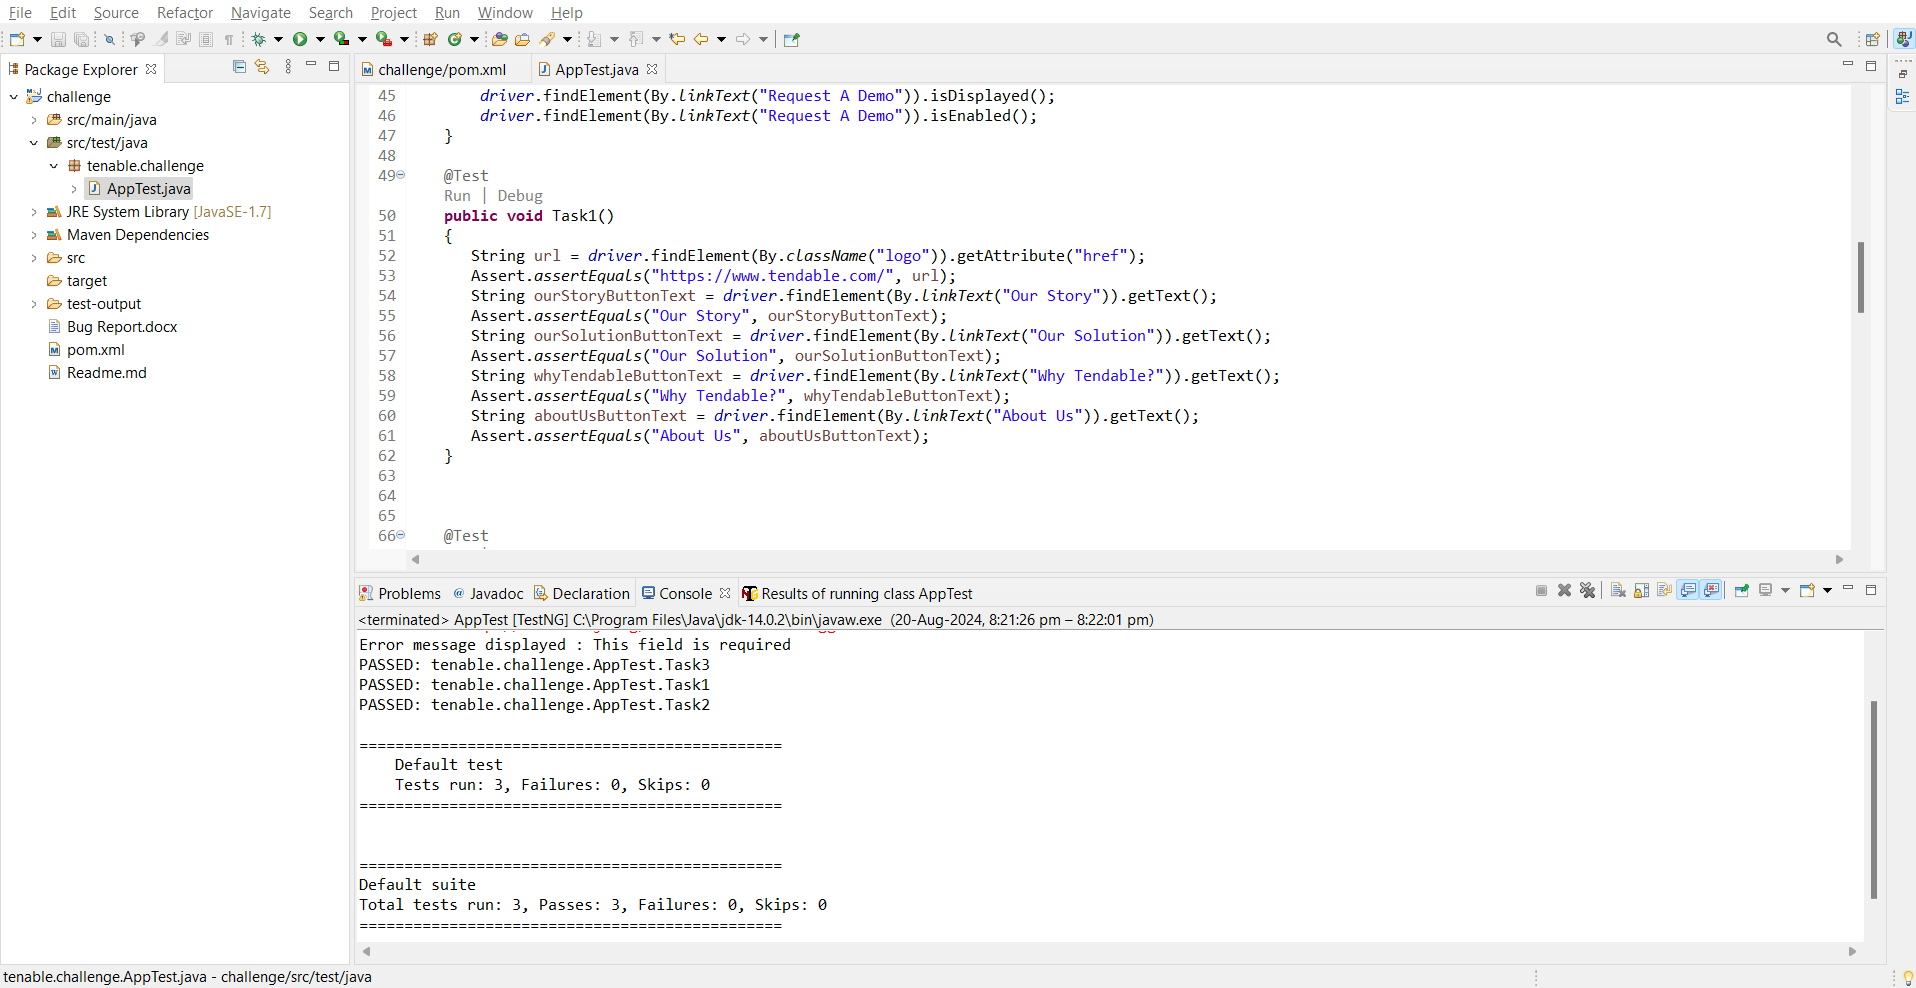 File Edit Source Refactor Navigate Search Project Run Window Help
Package Explorer
challenge
src/main/java
src/test/java
tenable.challenge
AppTest.java
JRE System Library [JavaSE-1.7]
Maven Dependencies
src
target
test-output
Bug Report.docx
pom.xml
Readme.md
challenge/pom.xml AppTest.java
45 driver.findElement(By.linkText("Request A Demo")).isDisplayed();
46 driver.findElement(By.linkText("Request A Demo")).isEnabled();
47 }
48
49 @Test
Run | Debug
50 public void Task1()
51 {
52 String url = driver.findElement(By.className("logo")).getAttribute("href");
53 Assert.assertEquals("https://www.tendable.com/", url);
54 String ourStoryButtonText = driver.findElement(By.linkText("Our Story")).getText();
55 Assert.assertEquals("Our Story", ourStoryButtonText);
56 String ourSolutionButtonText = driver.findElement(By.linkText("Our Solution")).getText();
57 Assert.assertEquals("Our Solution", ourSolutionButtonText);
58 String whyTendableButtonText = driver.findElement(By.linkText("Why Tendable?")).getText();
59 Assert.assertEquals("Why Tendable?", whyTendableButtonText);
60 String aboutUsButtonText = driver.findElement(By.linkText("About Us")).getText();
61 Assert.assertEquals("About Us", aboutUsButtonText);
62 }
63
64
65
66 @Test
Problems Javadoc Declaration Console Results of running class AppTest
<terminated> AppTest [TestNG] C:\Program Files\Java\jdk-14.0.2\bin\javaw.exe (20-Aug-2024, 8:21:26 pm – 8:22:01 pm)
Error message displayed : This field is required
PASSED: tenable.challenge.AppTest.Task3
PASSED: tenable.challenge.AppTest.Task1
PASSED: tenable.challenge.AppTest.Task2
===============================================
Default test
Tests run: 3, Failures: 0, Skips: 0
===============================================
===============================================
Default suite
Total tests run: 3, Passes: 3, Failures: 0, Skips: 0
===============================================
tenable.challenge.AppTest.java - challenge/src/test/java